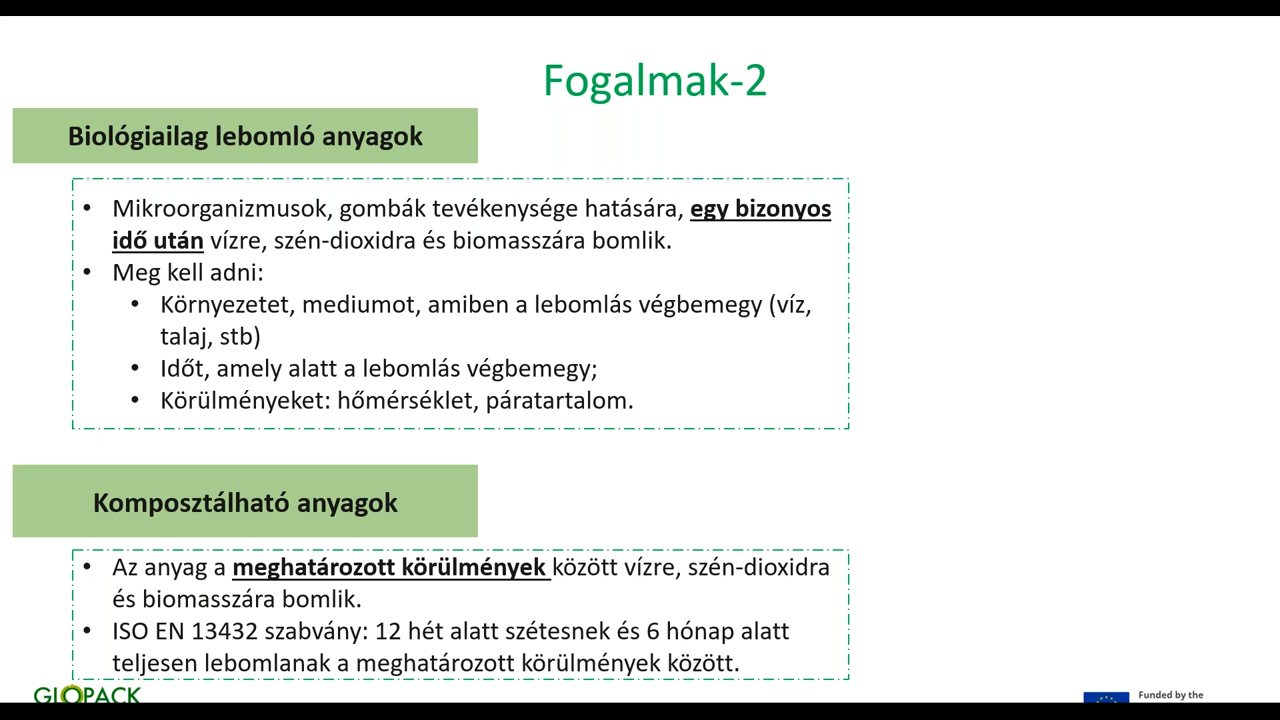 Fogalmak-2
Biológiailag lebomló anyagok
• Mikroorganizmusok, gombák tevékenysége hatására, egy bizonyos
idő után vízre, szén-dioxidra és biomasszára bomlik.
• Meg kell adni:
• Környezetet, mediumot, amiben a lebomlás végbemegy (víz,
talaj, stb)
• Időt, amely alatt a lebomlás végbemegy;
• Körülményeket: hőmérséklet, páratartalom.
Komposztálható anyagok
• Az anyag a meghatározott körülmények között vízre, szén-dioxidra
és biomasszára bomlik.
• ISO EN 13432 szabvány: 12 hét alatt szétesnek és 6 hónap alatt
teljesen lebomlanak a meghatározott körülmények között.
GLOPACK
Funded by the